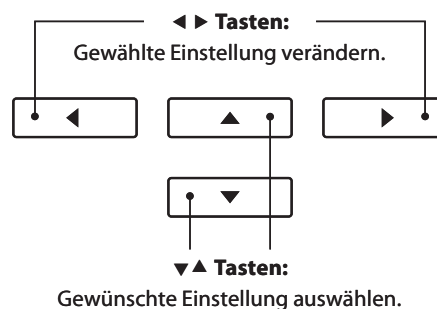 ◀ ▶ Tasten:
Gewählte Einstellung verändern.
◀ ▲ ▶
▼
▼▲ Tasten:
Gewünschte Einstellung auswählen.